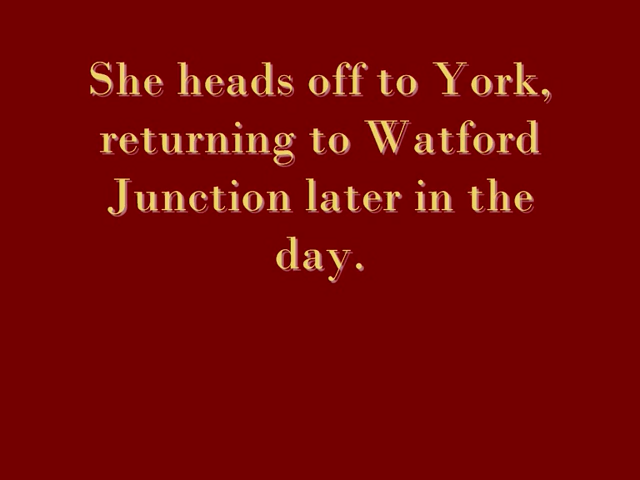 She heads off to York,
returning to Watford
Junction later in the
day.